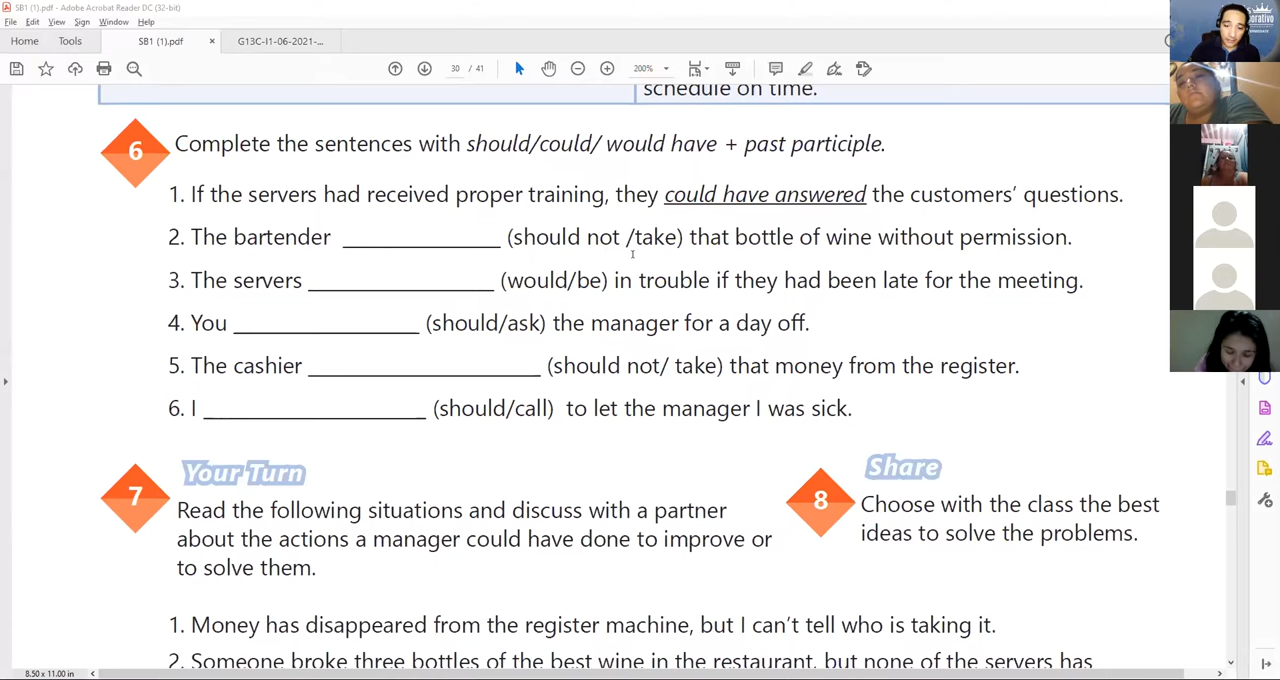 SB1 (1).pdf - Adobe Acrobat Reader DC (32-bit)
File Edit View Sign Window Help
Home Tools SB1 (1).pdf × G13C-I1-06-2021-...
30 / 41 200%
schedule on time.
6 Complete the sentences with should/could/ would have + past participle.
1. If the servers had received proper training, they could have answered the customers’ questions.
2. The bartender ______________ (should not /take) that bottle of wine without permission.
3. The servers ________________ (would/be) in trouble if they had been late for the meeting.
4. You ________________ (should/ask) the manager for a day off.
5. The cashier ____________________ (should not/ take) that money from the register.
6. I ___________________ (should/call) to let the manager I was sick.
7 Your Turn
Read the following situations and discuss with a partner
about the actions a manager could have done to improve or
to solve them.
8 Share
Choose with the class the best
ideas to solve the problems.
1. Money has disappeared from the register machine, but I can’t tell who is taking it.
2. Someone broke three bottles of the best wine in the restaurant, but none of the servers has
8.50 x 11.00 in